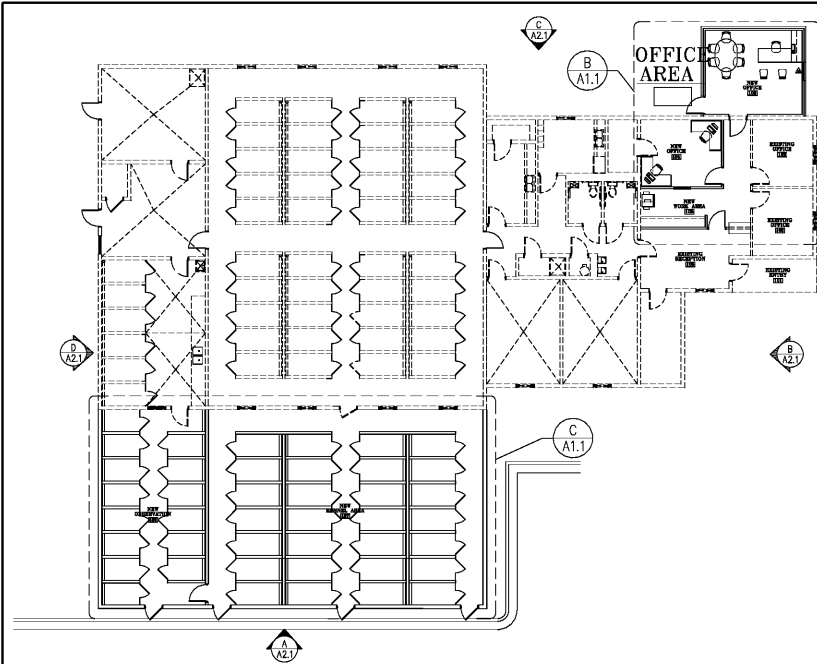 C
A2.1
OFFICE
AREA
B
A1.1
NEW
OFFICE
NEW
OFFICE
EXISTING
OFFICE
NEW
WORK AREA
EXISTING
OFFICE
EXISTING
RECEPTION
EXISTING
ENTRY
D
A2.1
B
A2.1
C
A1.1
NEW
OBSERVATION
NEW
KENNEL AREA
A
A2.1